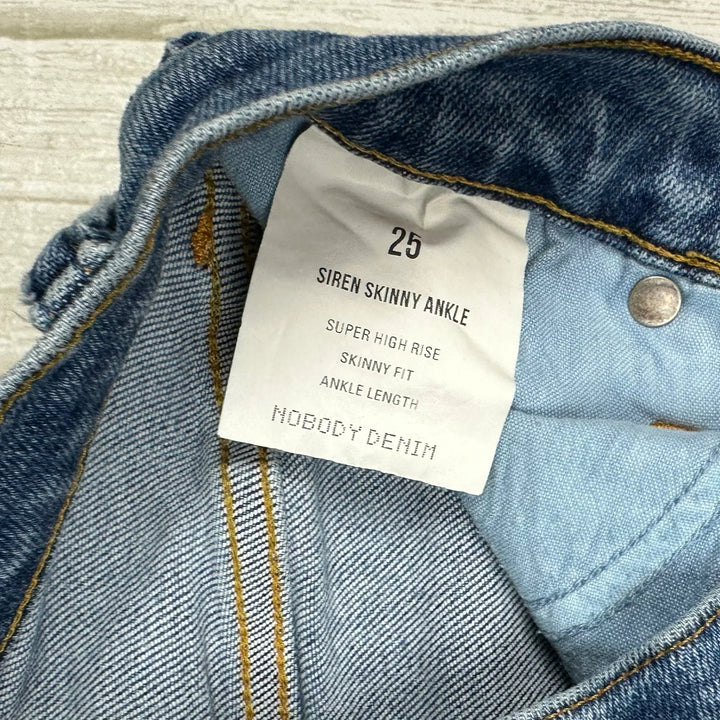 25
SIREN SKINNY ANKLE
SUPER HIGH RISE
SKINNY FIT
ANKLE LENGTH
NOBODY DENIM